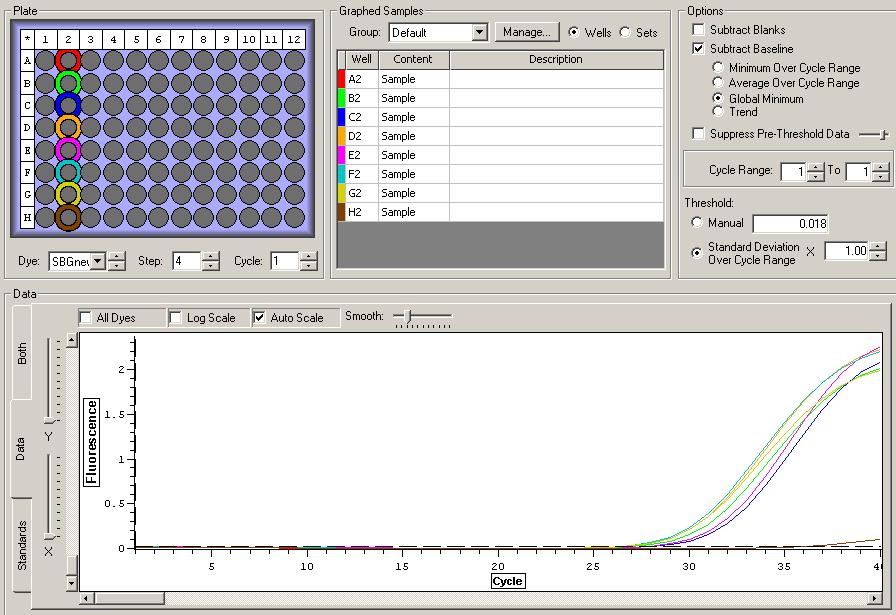 Plate
* 1 2 3 4 5 6 7 8 9 10 11 12
A
B
C
D
E
F
G
H
Dye: SBGneu Step: 4 Cycle: 1
Graphed Samples
Group: Default Manage... Wells Sets
Well Content Description
A2 Sample
B2 Sample
C2 Sample
D2 Sample
E2 Sample
F2 Sample
G2 Sample
H2 Sample
Options
Subtract Blanks
Subtract Baseline
Minimum Over Cycle Range
Average Over Cycle Range
Global Minimum
Trend
Suppress Pre-Threshold Data
Cycle Range: 1 To 1
Threshold:
Manual 0.018
Standard Deviation
Over Cycle Range X 1.00
Data
Both
Data
Standards
Y
X
All Dyes Log Scale Auto Scale Smooth:
Fluorescence
2
1.5
1
0.5
0
5 10 15 20 25 30 35 40
Cycle